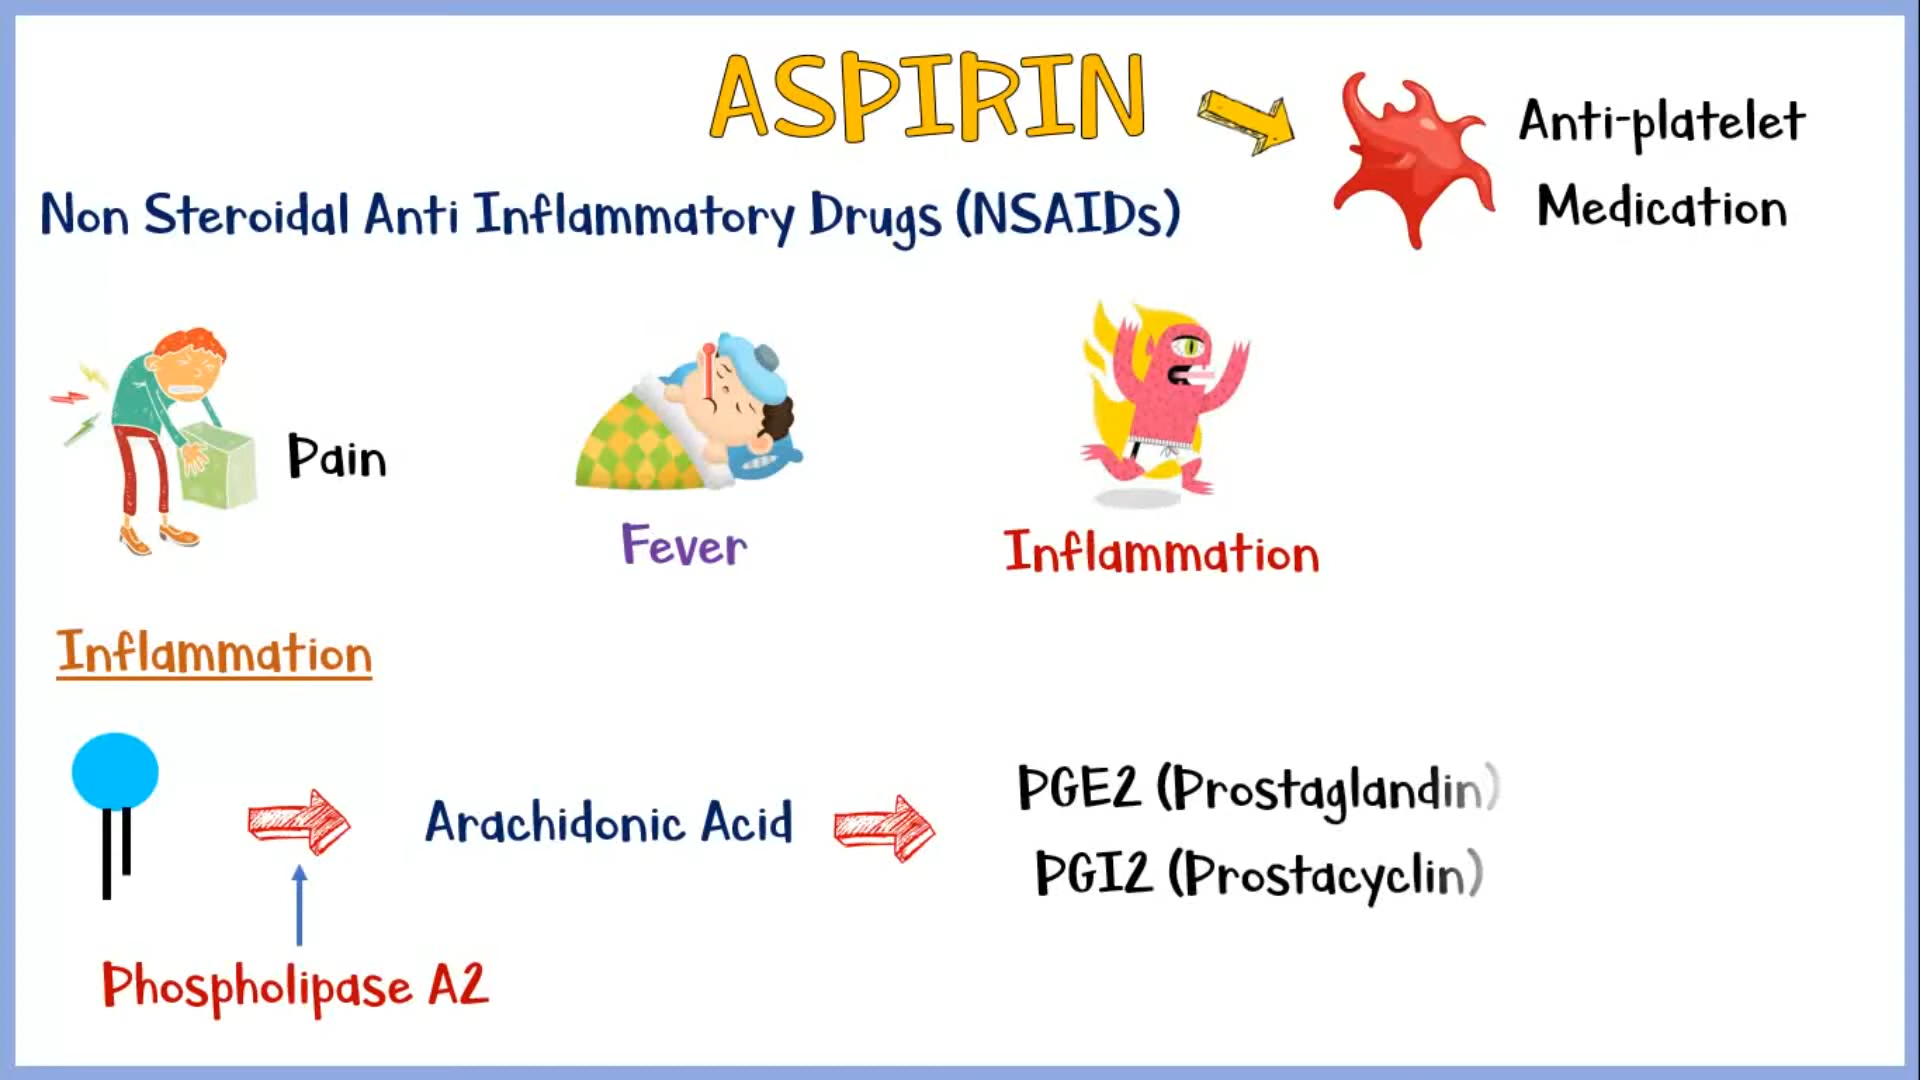 ASPIRIN
Anti-platelet
Medication
Non Steroidal Anti Inflammatory Drugs (NSAIDs)
Pain
Fever
Inflammation
Inflammation
Arachidonic Acid
PGE2 (Prostaglandin)
PGI2 (Prostacyclin)
Phospholipase A2